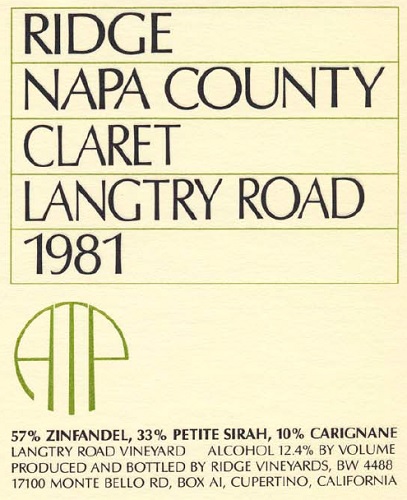 RIDGE
NAPA COUNTY
CLARET
LANGTRY ROAD
1981
ATP
57% ZINFANDEL, 33% PETITE SIRAH, 10% CARIGNANE
LANGTRY ROAD VINEYARD ALCOHOL 12.4% BY VOLUME
PRODUCED AND BOTTLED BY RIDGE VINEYARDS, BW 4488
17100 MONTE BELLO RD, BOX AI, CUPERTINO, CALIFORNIA